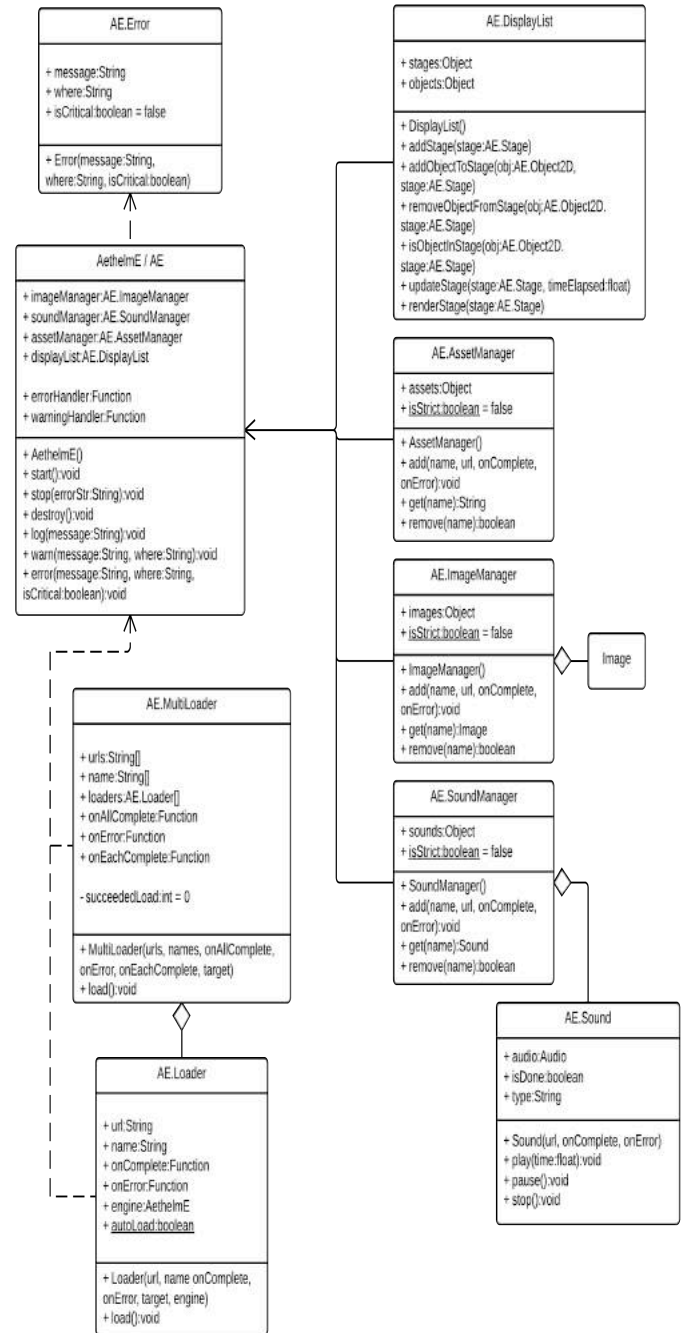 AE.Error
+ message:String
+ where:String
+ isCritical:boolean = false
+ Error(message:String,
where:String, isCritical:boolean)
AethelmE / AE
+ imageManager:AE.ImageManager
+ soundManager:AE.SoundManager
+ assetManager:AE.AssetManager
+ displayList:AE.DisplayList
+ errorHandler:Function
+ warningHandler:Function
+ AethelmE()
+ start():void
+ stop(errorStr:String):void
+ destroy():void
+ log(message:String):void
+ warn(message:String, where:String):void
+ error(message:String, where:String,
isCritical:boolean):void
AE.MultiLoader
+ urls:String[]
+ name:String[]
+ loaders:AE.Loader[]
+ onAllComplete:Function
+ onError:Function
+ onEachComplete:Function
- succeededLoad:int = 0
+ MultiLoader(urls, names, onAllComplete,
onError, onEachComplete, target)
+ load():void
AE.Loader
+ url:String
+ name:String
+ onComplete:Function
+ onError:Function
+ engine:AethelmE
+ autoLoad:boolean
+ Loader(url, name onComplete,
onError, target, engine)
+ load():void
AE.DisplayList
+ stages:Object
+ objects:Object
+ DisplayList()
+ addStage(stage:AE.Stage)
+ addObjectToStage(obj:AE.Object2D,
stage:AE.Stage)
+ removeObjectFromStage(obj:AE.Object2D.
stage:AE.Stage)
+ isObjectInStage(obj:AE.Object2D.
stage:AE.Stage)
+ updateStage(stage:AE.Stage, timeElapsed:float)
+ renderStage(stage:AE.Stage)
AE.AssetManager
+ assets:Object
+ isStrict:boolean = false
+ AssetManager()
+ add(name, url, onComplete,
onError):void
+ get(name):String
+ remove(name):boolean
AE.ImageManager
+ images:Object
+ isStrict:boolean = false
+ ImageManager()
+ add(name, url, onComplete,
onError):void
+ get(name):Image
+ remove(name):boolean
Image
AE.SoundManager
+ sounds:Object
+ isStrict:boolean = false
+ SoundManager()
+ add(name, url, onComplete,
onError):void
+ get(name):Sound
+ remove(name):boolean
AE.Sound
+ audio:Audio
+ isDone:boolean
+ type:String
+ Sound(url, onComplete, onError)
+ play(time:float):void
+ pause():void
+ stop():void